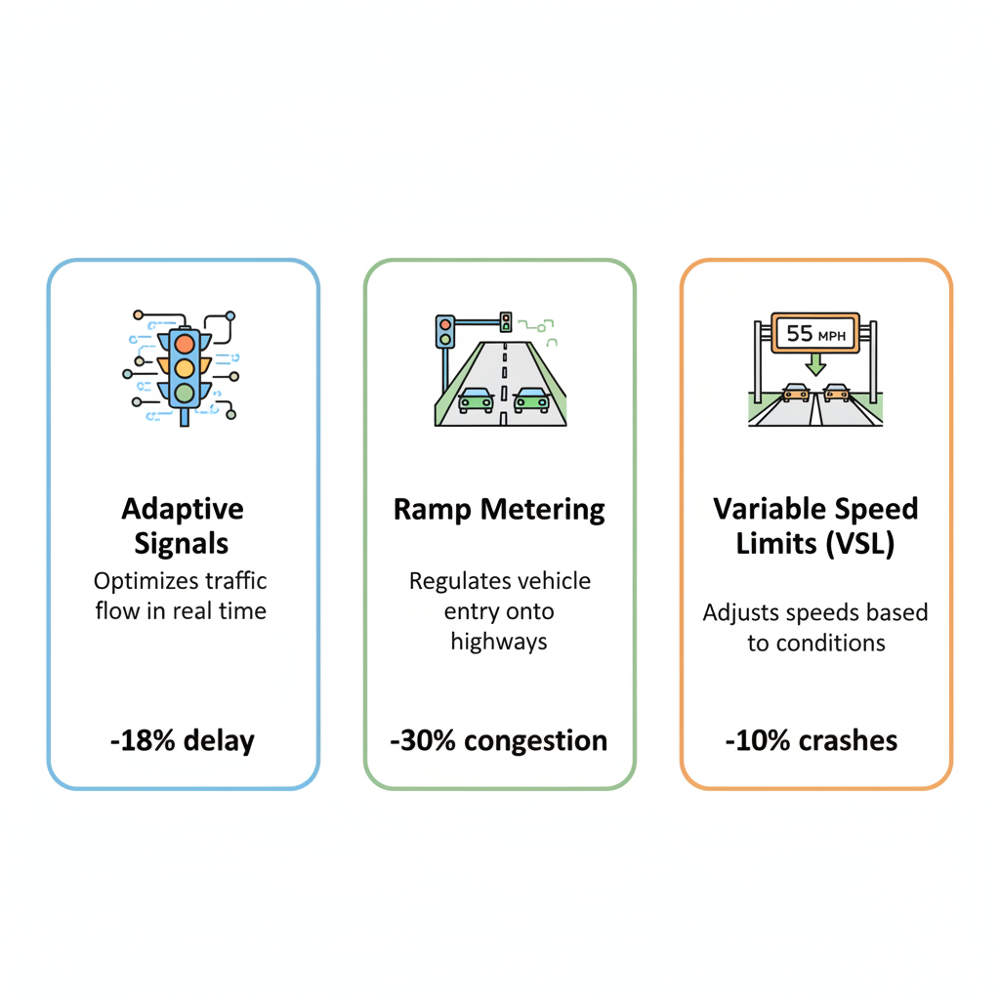 Adaptive
Signals
Optimizes traffic
flow in real time
-18% delay
Ramp Metering
Regulates vehicle
entry onto
highways
-30% congestion
55 MPH
Variable Speed
Limits (VSL)
Adjusts speeds based
to conditions
-10% crashes